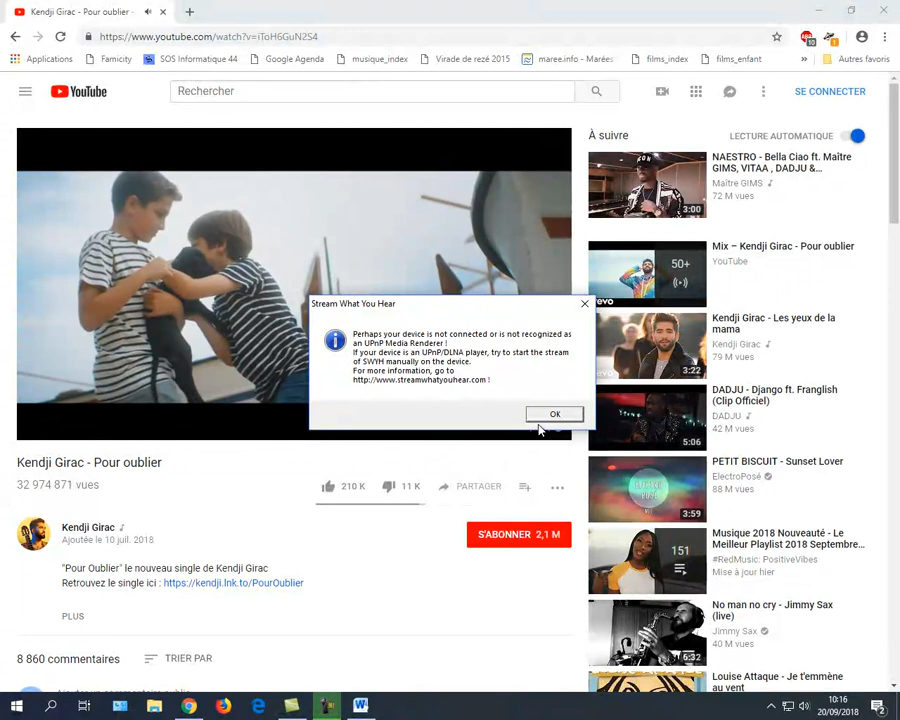 Kendji Girac - Pour oublier -
https://www.youtube.com/watch?v=iToH6GuN2S4
Applications
Famicity
SOS Informatique 44
Google Agenda
musique_index
Virade de rezé 2015
maree.info - Marées
films_index
films_enfant
»
Autres favoris
YouTube
Rechercher
SE CONNECTER
À suivre
LECTURE AUTOMATIQUE
NAESTRO - Bella Ciao ft. Maître
GIMS, VITAA , DADJU &...
Maître GIMS
72 M vues
3:00
Mix – Kendji Girac - Pour oublier
YouTube
50+
Kendji Girac - Les yeux de la
mama
Kendji Girac
79 M vues
3:22
DADJU - Django ft. Franglish
(Clip Officiel)
DADJU
42 M vues
5:06
PETIT BISCUIT - Sunset Lover
ElectroPosé
88 M vues
3:59
Musique 2018 Nouveauté - Le
Meilleur Playlist 2018 Septembre...
#RedMusic: PositiveVibes
Mise à jour hier
151
No man no cry - Jimmy Sax
(live)
Jimmy Sax
40 M vues
6:32
Louise Attaque - Je t'emmène
au vent
Stream What You Hear
Perhaps your device is not connected or is not recognized as
an UPnP Media Renderer !
If your device is an UPnP/DLNA player, try to start the stream
of SWYH manually on the device.
For more information, go to
http://www.streamwhatyouhear.com !
OK
Kendji Girac - Pour oublier
32 974 871 vues
210 K
11 K
PARTAGER
Kendji Girac
Ajoutée le 10 juil. 2018
S'ABONNER 2,1 M
"Pour Oublier" le nouveau single de Kendji Girac
Retrouvez le single ici : https://kendji.lnk.to/PourOublier
PLUS
8 860 commentaires
TRIER PAR
10:16
20/09/2018
2